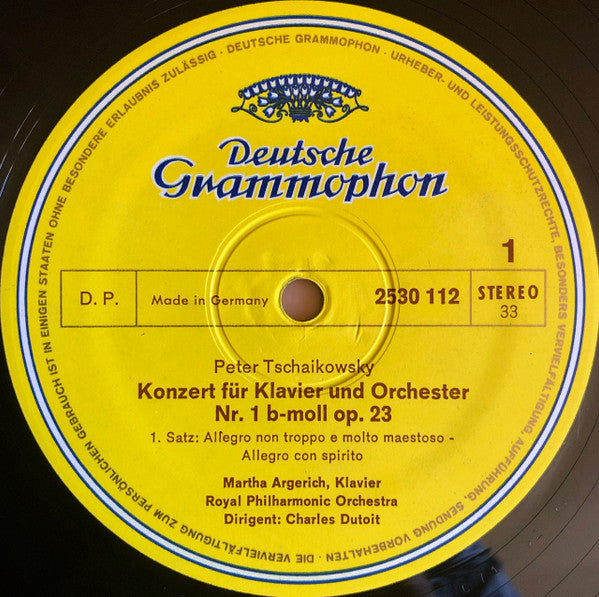 DEUTSCHE GRAMMOPHON · URHEBER- UND LEISTUNGSSCHUTZRECHTE, BESONDERS VERVIELFÄLTIGUNG, AUFFÜHRUNG, SENDUNG VORBEHALTEN · DIE VERVIELFÄLTIGUNG ZUM PERSÖNLICHEN GEBRAUCH IST IN EINIGEN STAATEN OHNE BESONDERE ERLAUBNIS ZULÄSSIG ·
Deutsche
Grammophon
1
D. P. Made in Germany 2530 112 STEREO
33
Peter Tschaikowsky
Konzert für Klavier und Orchester
Nr. 1 b-moll op. 23
1. Satz: Allegro non troppo e molto maestoso -
Allegro con spirito
Martha Argerich, Klavier
Royal Philharmonic Orchestra
Dirigent: Charles Dutoit